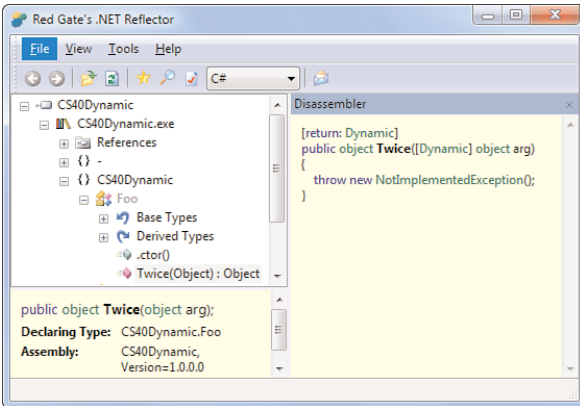 Red Gate's .NET Reflector
File View Tools Help
C#
CS40Dynamic
CS40Dynamic.exe
References
{} -
{} CS40Dynamic
Foo
Base Types
Derived Types
.ctor()
Twice(Object) : Object
public object Twice(object arg);
Declaring Type: CS40Dynamic.Foo
Assembly: CS40Dynamic,
Version=1.0.0.0
Disassembler
[return: Dynamic]
public object Twice([Dynamic] object arg)
{
throw new NotImplementedException();
}